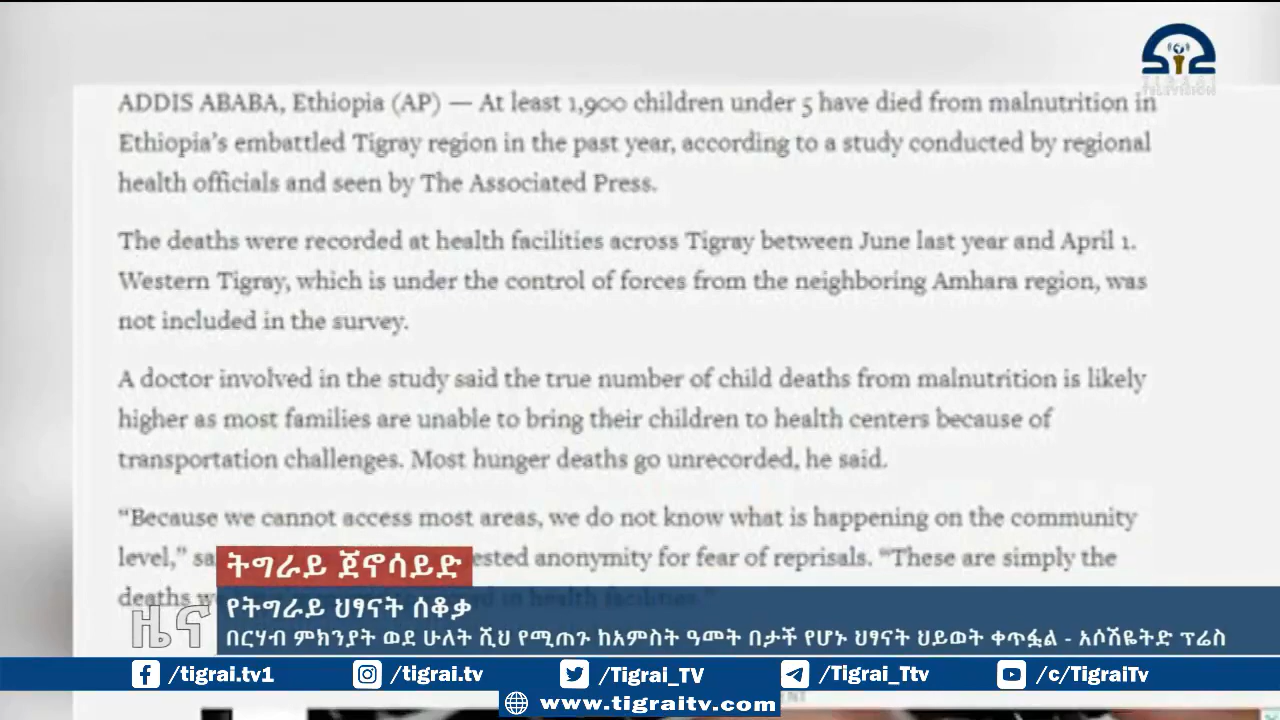 TIGRAI
TELEVISION
ADDIS ABABA, Ethiopia (AP) — At least 1,900 children under 5 have died from malnutrition in
Ethiopia's embattled Tigray region in the past year, according to a study conducted by regional
health officials and seen by The Associated Press.
The deaths were recorded at health facilities across Tigray between June last year and April 1.
Western Tigray, which is under the control of forces from the neighboring Amhara region, was
not included in the survey.
A doctor involved in the study said the true number of child deaths from malnutrition is likely
higher as most families are unable to bring their children to health centers because of
transportation challenges. Most hunger deaths go unrecorded, he said.
“Because we cannot access most areas, we do not know what is happening on the community
level,” anonymity for fear of reprisals. “These are simply the
deaths in health facilities.”
ትግራይ ጀኖሳይድ
ዜና
የትግራይ ህፃናት ሰቆቃ
በርሃብ ምክንያት ወደ ሁለት ሺህ የሚጠጉ ከአምስት ዓመት በታች የሆኑ ህፃናት ህይወት ቀጥፏል - አሶሽዬትድ ፕሬስ
/tigrai.tv1 /tigrai.tv /Tigrai_TV /Tigrai_Ttv /c/TigraiTv
www.tigraitv.com